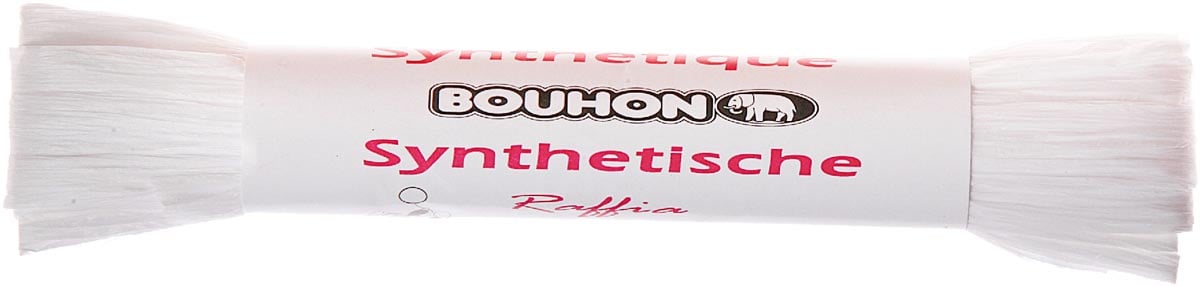 Synthetique
BOUHON
Synthetische
Raffia